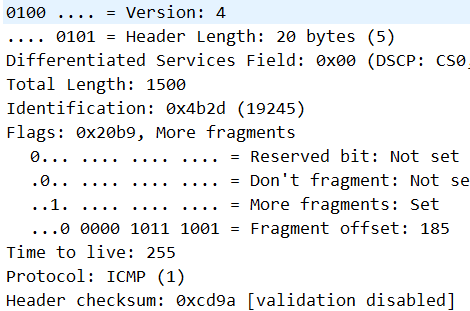 0100 .... = Version: 4
.... 0101 = Header Length: 20 bytes (5)
Differentiated Services Field: 0x00 (DSCP: CS0,
Total Length: 1500
Identification: 0x4b2d (19245)
Flags: 0x20b9, More fragments
0... .... .... .... = Reserved bit: Not set
.0.. .... .... .... = Don't fragment: Not se
..1. .... .... .... = More fragments: Set
...0 0000 1011 1001 = Fragment offset: 185
Time to live: 255
Protocol: ICMP (1)
Header checksum: 0xcd9a [validation disabled]